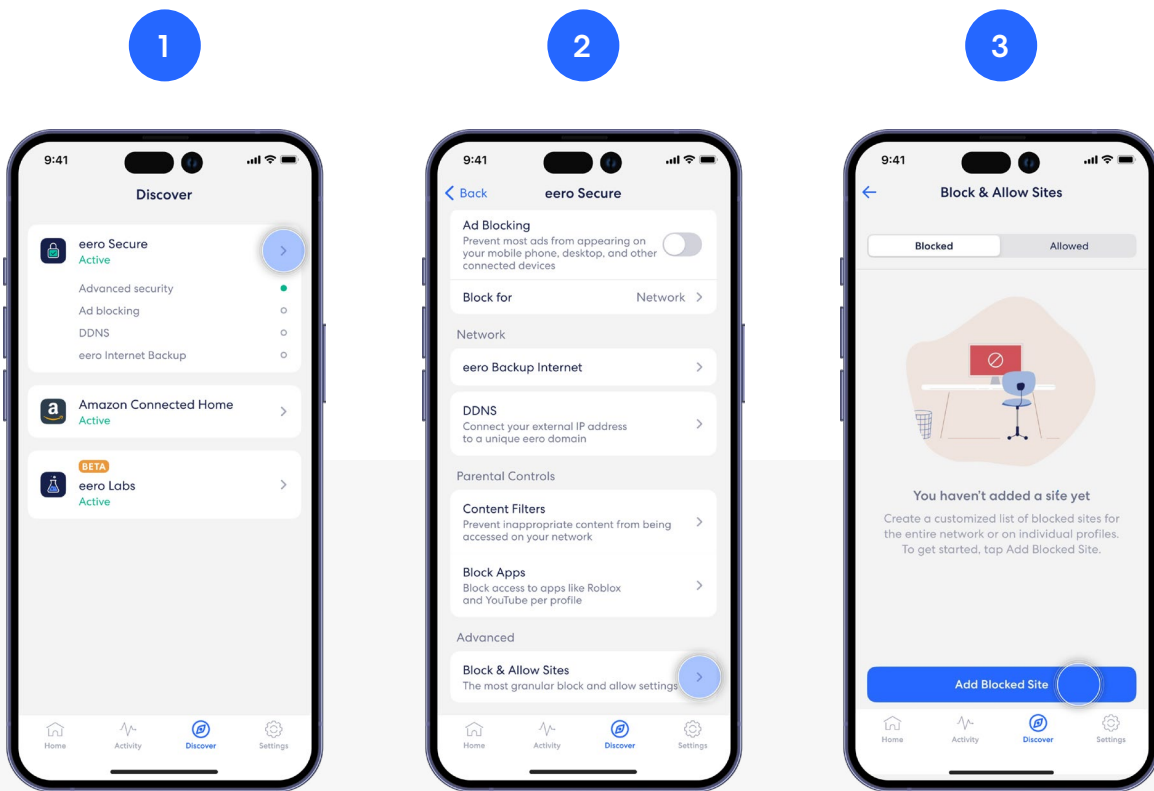 1
9:41
Discover
eero Secure
Active
Advanced security
Ad blocking
DDNS
eero Internet Backup
a
Amazon Connected Home
Active
BETA
eero Labs
Active
Home
Activity
Discover
Settings
2
9:41
Back
eero Secure
Ad Blocking
Prevent most ads from appearing on
your mobile phone, desktop, and other
connected devices
Block for
Network
Network
eero Backup Internet
DDNS
Connect your external IP address
to a unique eero domain
Parental Controls
Content Filters
Prevent inappropriate content from being
accessed on your network
Block Apps
Block access to apps like Roblox
and YouTube per profile
Advanced
Block & Allow Sites
The most granular block and allow settings
Home
Activity
Discover
Settings
3
9:41
Block & Allow Sites
Blocked
Allowed
You haven't added a site yet
Create a customized list of blocked sites for
the entire network or on individual profiles.
To get started, tap Add Blocked Site.
Add Blocked Site
Home
Activity
Discover
Settings